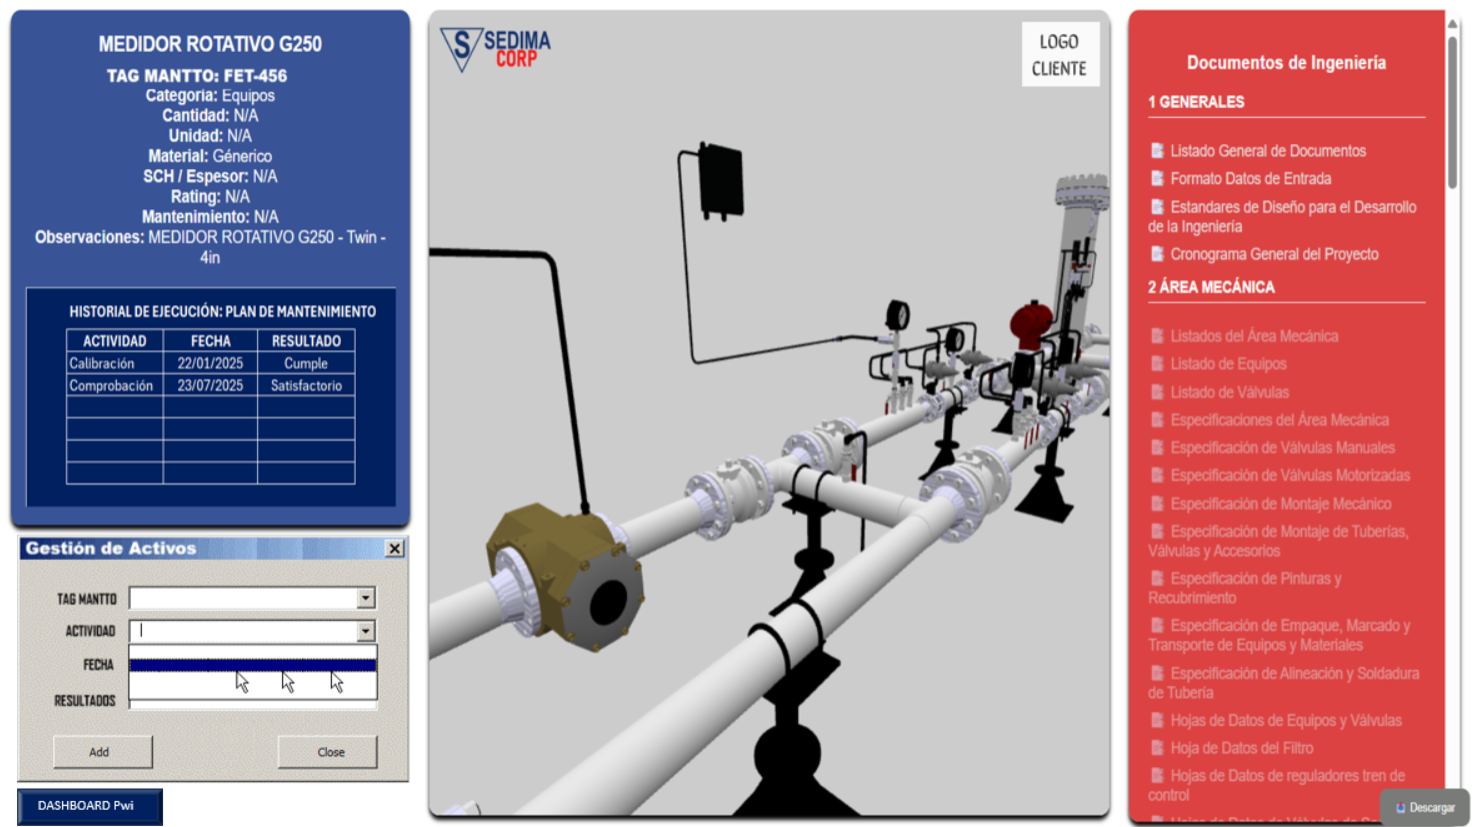 MEDIDOR ROTATIVO G250
TAG MANTTO: FET-456
Categoria: Equipos
Cantidad: N/A
Unidad: N/A
Material: Génerico
SCH / Espesor: N/A
Rating: N/A
Mantenimiento: N/A
Observaciones: MEDIDOR ROTATIVO G250 - Twin -
4in
HISTORIAL DE EJECUCIÓN: PLAN DE MANTENIMIENTO
ACTIVIDAD FECHA RESULTADO
Calibración 22/01/2025 Cumple
Comprobación 23/07/2025 Satisfactorio
Gestión de Activos
TAG MANTTO
ACTIVIDAD
FECHA
RESULTADOS
Add Close
DASHBOARD Pwi
S SEDIMA
CORP
LOGO
CLIENTE
Documentos de Ingeniería
1 GENERALES
Listado General de Documentos
Formato Datos de Entrada
Estandares de Diseño para el Desarrollo
de la Ingeniería
Cronograma General del Proyecto
2 ÁREA MECÁNICA
Listados del Área Mecánica
Listado de Equipos
Listado de Válvulas
Especificaciones del Área Mecánica
Especificación de Válvulas Manuales
Especificación de Válvulas Motorizadas
Especificación de Montaje Mecánico
Especificación de Montaje de Tuberías,
Válvulas y Accesorios
Especificación de Pinturas y
Recubrimiento
Especificación de Empaque, Marcado y
Transporte de Equipos y Materiales
Especificación de Alineación y Soldadura
de Tubería
Hojas de Datos de Equipos y Válvulas
Hoja de Datos del Filtro
Hojas de Datos de reguladores tren de
control
Descargar